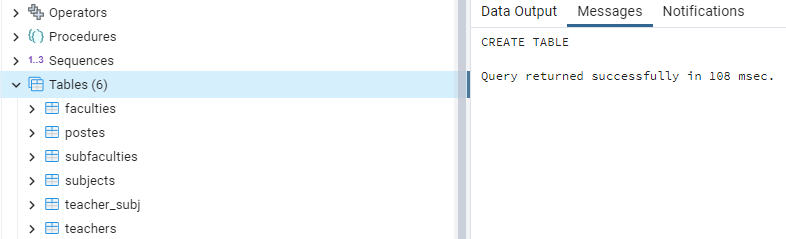 Operators
Procedures
1..3 Sequences
Tables (6)
faculties
postes
subfaculties
subjects
teacher_subj
teachers
Data Output Messages Notifications
CREATE TABLE
Query returned successfully in 108 msec.